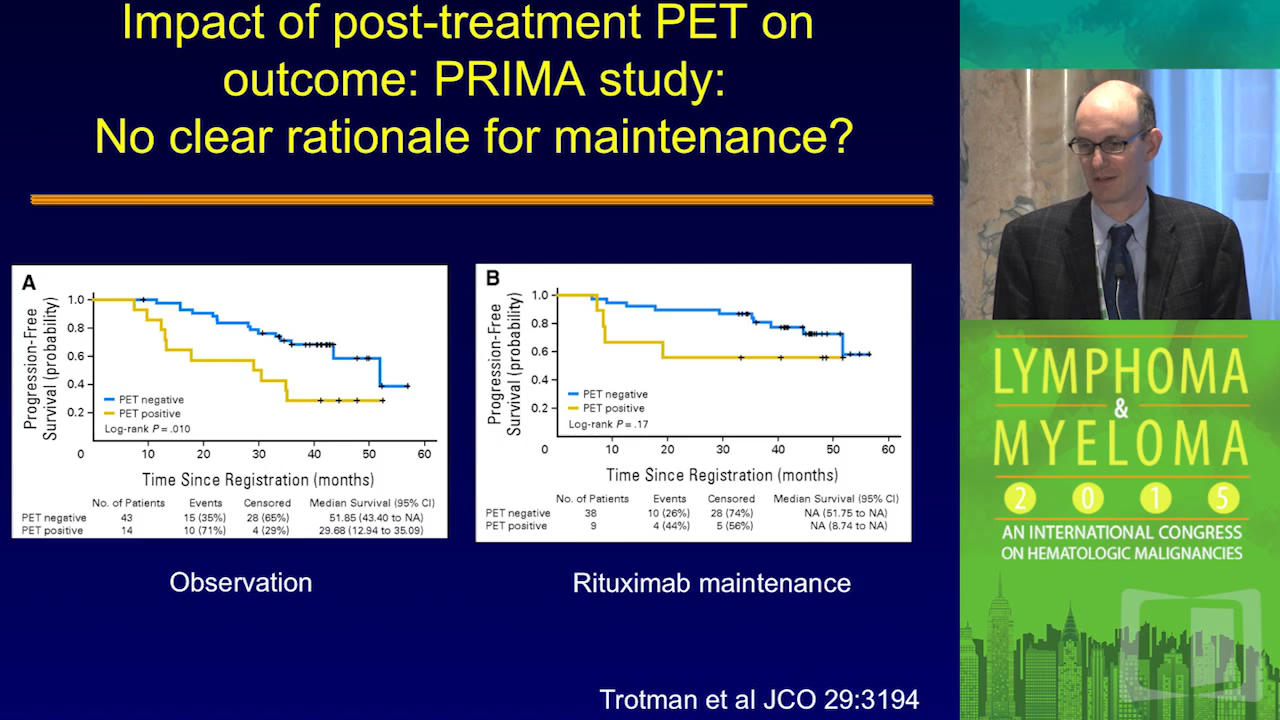 Impact of post-treatment PET on
outcome: PRIMA study:
No clear rationale for maintenance?
A
Progression-Free
Survival (probability)
1.0
0.8
0.6
0.4
0.2
PET negative
PET positive
Log-rank P = .010
0 10 20 30 40 50 60
Time Since Registration (months)
No. of Patients Events Censored Median Survival (95% CI)
PET negative 43 15 (35%) 28 (65%) 51.85 (43.40 to NA)
PET positive 14 10 (71%) 4 (29%) 29.68 (12.94 to 35.09)
Observation
B
Progression-Free
Survival (probability)
1.0
0.8
0.6
0.4
0.2
PET negative
PET positive
Log-rank P = .17
0 10 20 30 40 50 60
Time Since Registration (months)
No. of Patients Events Censored Median Survival (95% CI)
PET negative 38 10 (26%) 28 (74%) NA (51.75 to NA)
PET positive 9 4 (44%) 5 (56%) NA (8.74 to NA)
Rituximab maintenance
Trotman et al JCO 29:3194
LYMPHOMA
&
MYELOMA
2 0 1 5
AN INTERNATIONAL CONGRESS
ON HEMATOLOGIC MALIGNANCIES